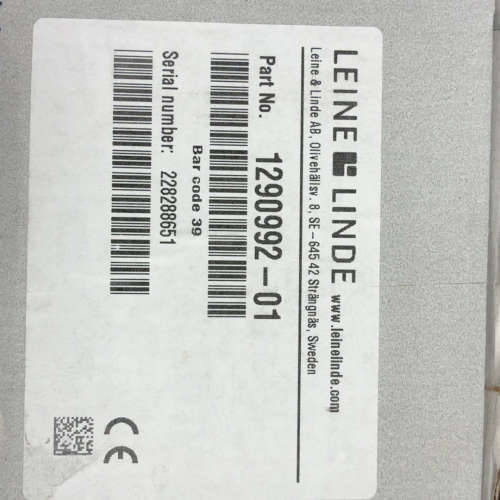 LEINE LINDE www.leinelinde.com
Leine & Linde AB, Olivehällsv. 8, SE – 645 42 Strängnäs, Sweden
Part No. 1290992-01
Bar code 39
Serial number: 228288651
CE